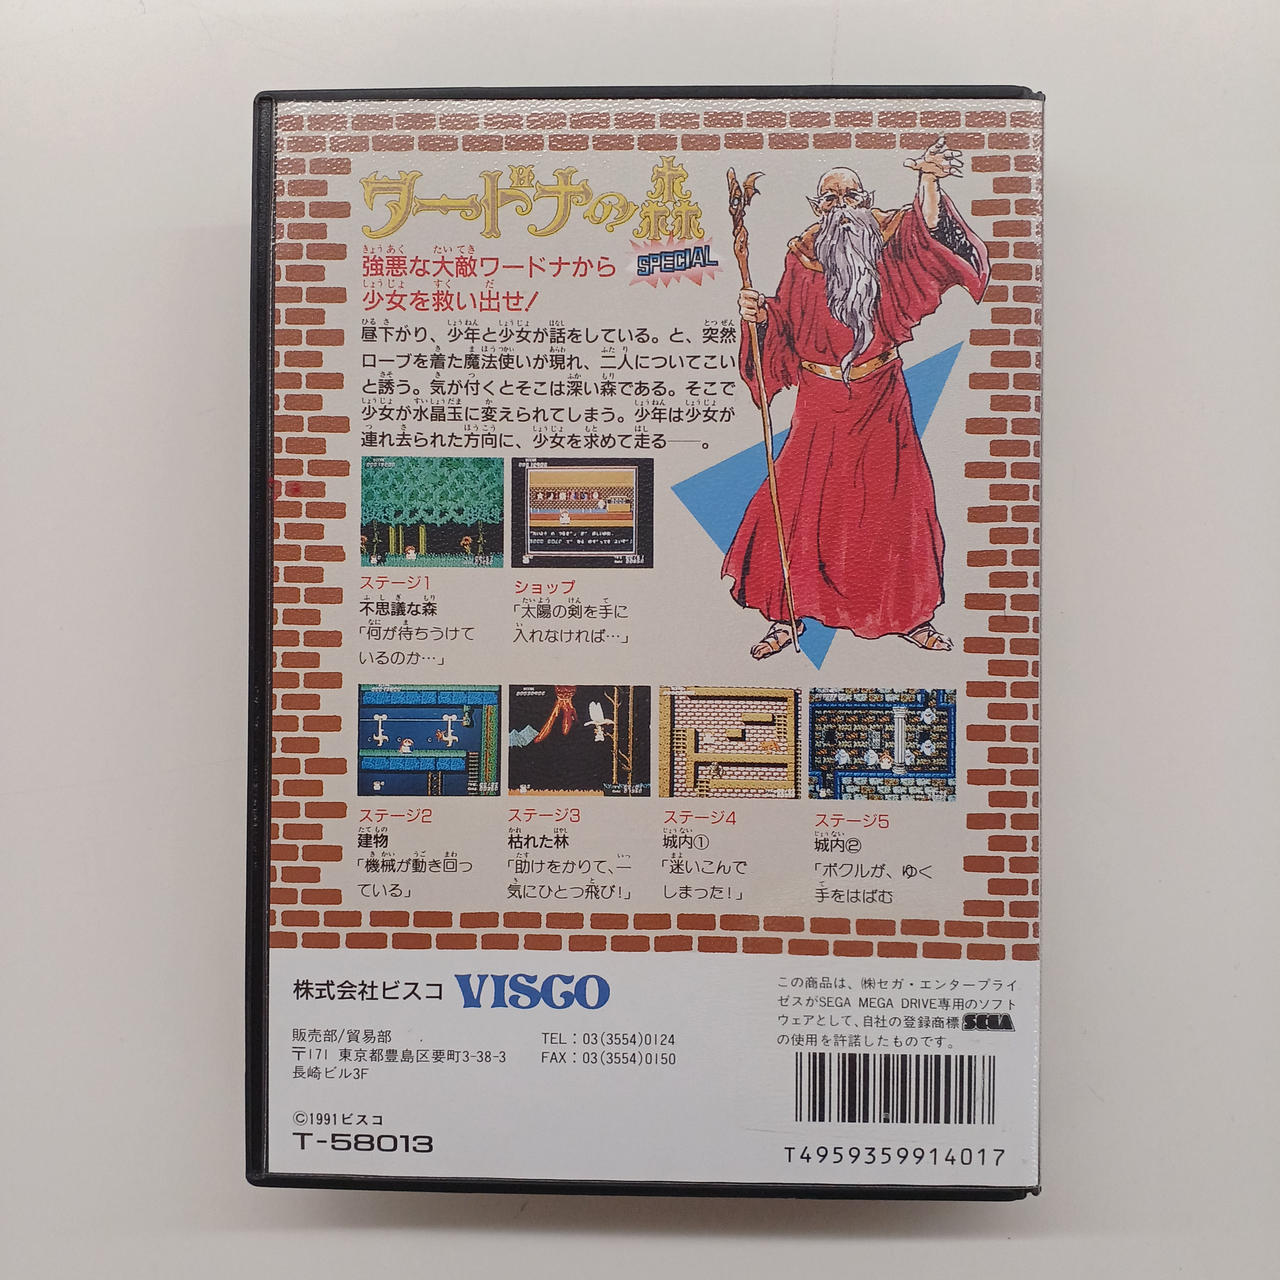 ワードナの森
SPECIAL
強悪な大敵ワードナから
少女を救い出せ!
昼下がり、少年と少女が話をしている。と、突然
ローブを着た魔法使いが現れ、二人についてこい
と誘う。気が付くとそこは深い森である。そこで
少女が水晶玉に変えられてしまう。少年は少女が
連れ去られた方向に、少女を求めて走る──。
ステージ1
不思議な森
「何が待ちうけて
いるのか…」
ショップ
「太陽の剣を手に
入れなければ…」
ステージ2
建物
「機械が動き回っ
ている」
ステージ3
枯れた林
「助けをかりて、一
気にひとつ飛び!」
ステージ4
城内①
「迷いこんで
しまった!」
ステージ5
城内②
「ボクルが、ゆく
手をはばむ
株式会社ビスコ VISCO
販売部/貿易部
〒171 東京都豊島区要町3-38-3
長崎ビル3F
TEL：03(3554)0124
FAX：03(3554)0150
©1991ビスコ
T-58013
この商品は、㈱セガ・エンタープライ
ゼスがSEGA MEGA DRIVE専用のソフト
ウェアとして、自社の登録商標 SEGA
の使用を許諾したものです。
T4959359914017